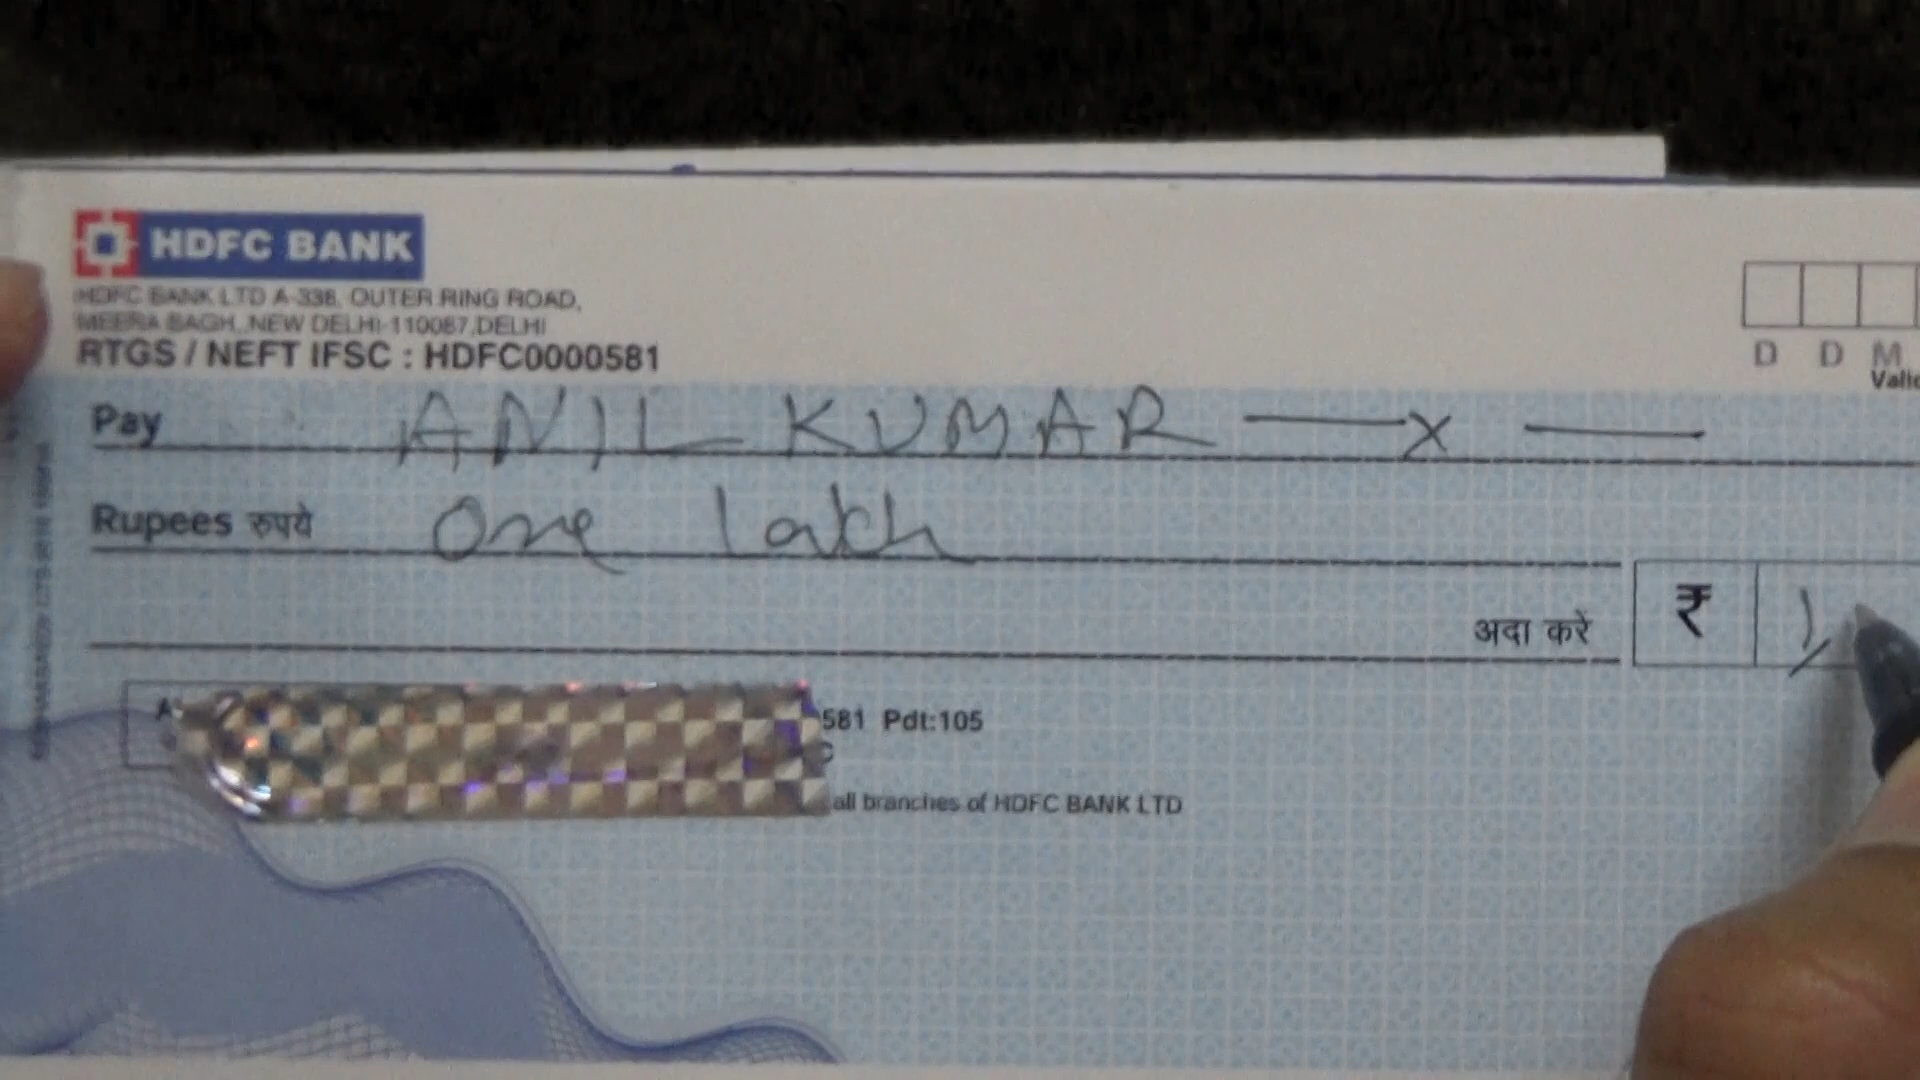 HDFC BANK
HDFC BANK LTD A-338, OUTER RING ROAD,
MEERA BAGH, NEW DELHI-110087, DELHI
RTGS / NEFT IFSC : HDFC0000581
D D M
Pay ANIL KUMAR — x —
Rupees रुपये One lakh
अदा करें ₹ 1,
581 Pdt:105
all branches of HDFC BANK LTD